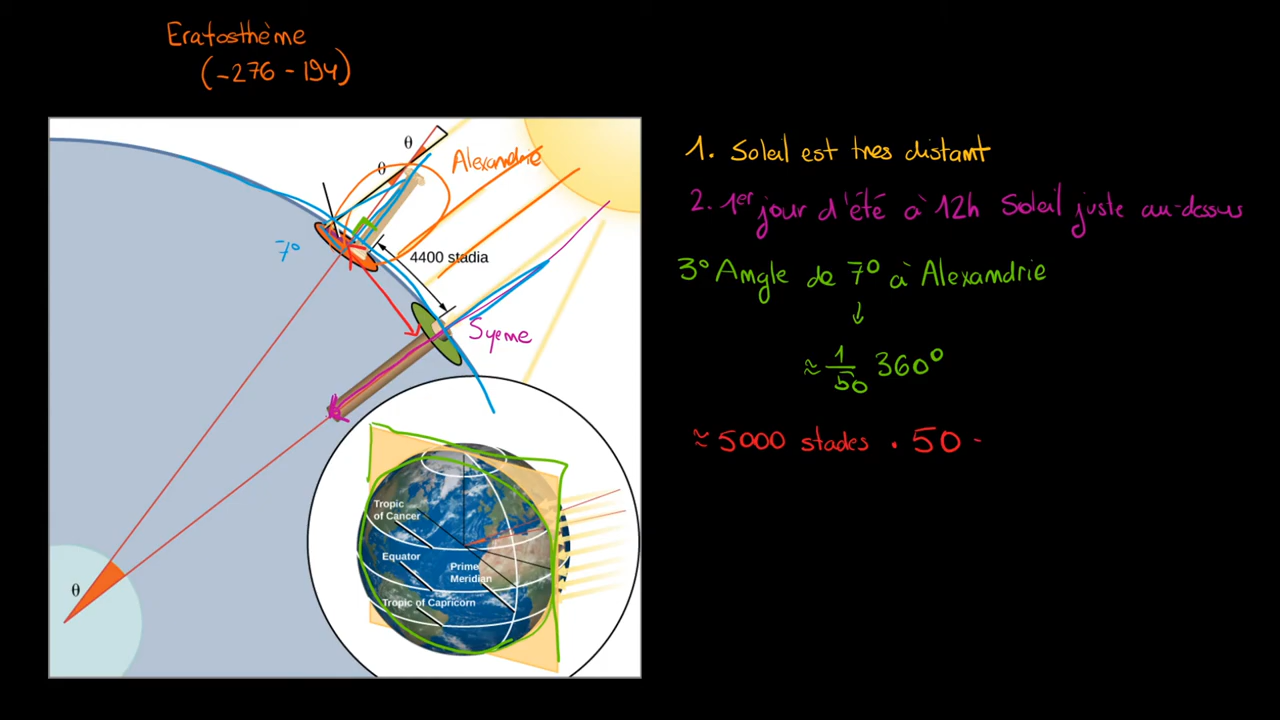 Eratosthème
(-276 - 194)
θ
θ
Alexandrie
7°
4400 stadia
Syeme
θ
Tropic
of Cancer
Equator
Prime
Meridian
Tropic of Capricorn
1. Soleil est tres distant
2. 1er jour d'été à 12h Soleil juste au-dessus
3° Angle de 7° à Alexandrie
↓
≈ 1/50 360°
≈ 5000 stades . 50 -